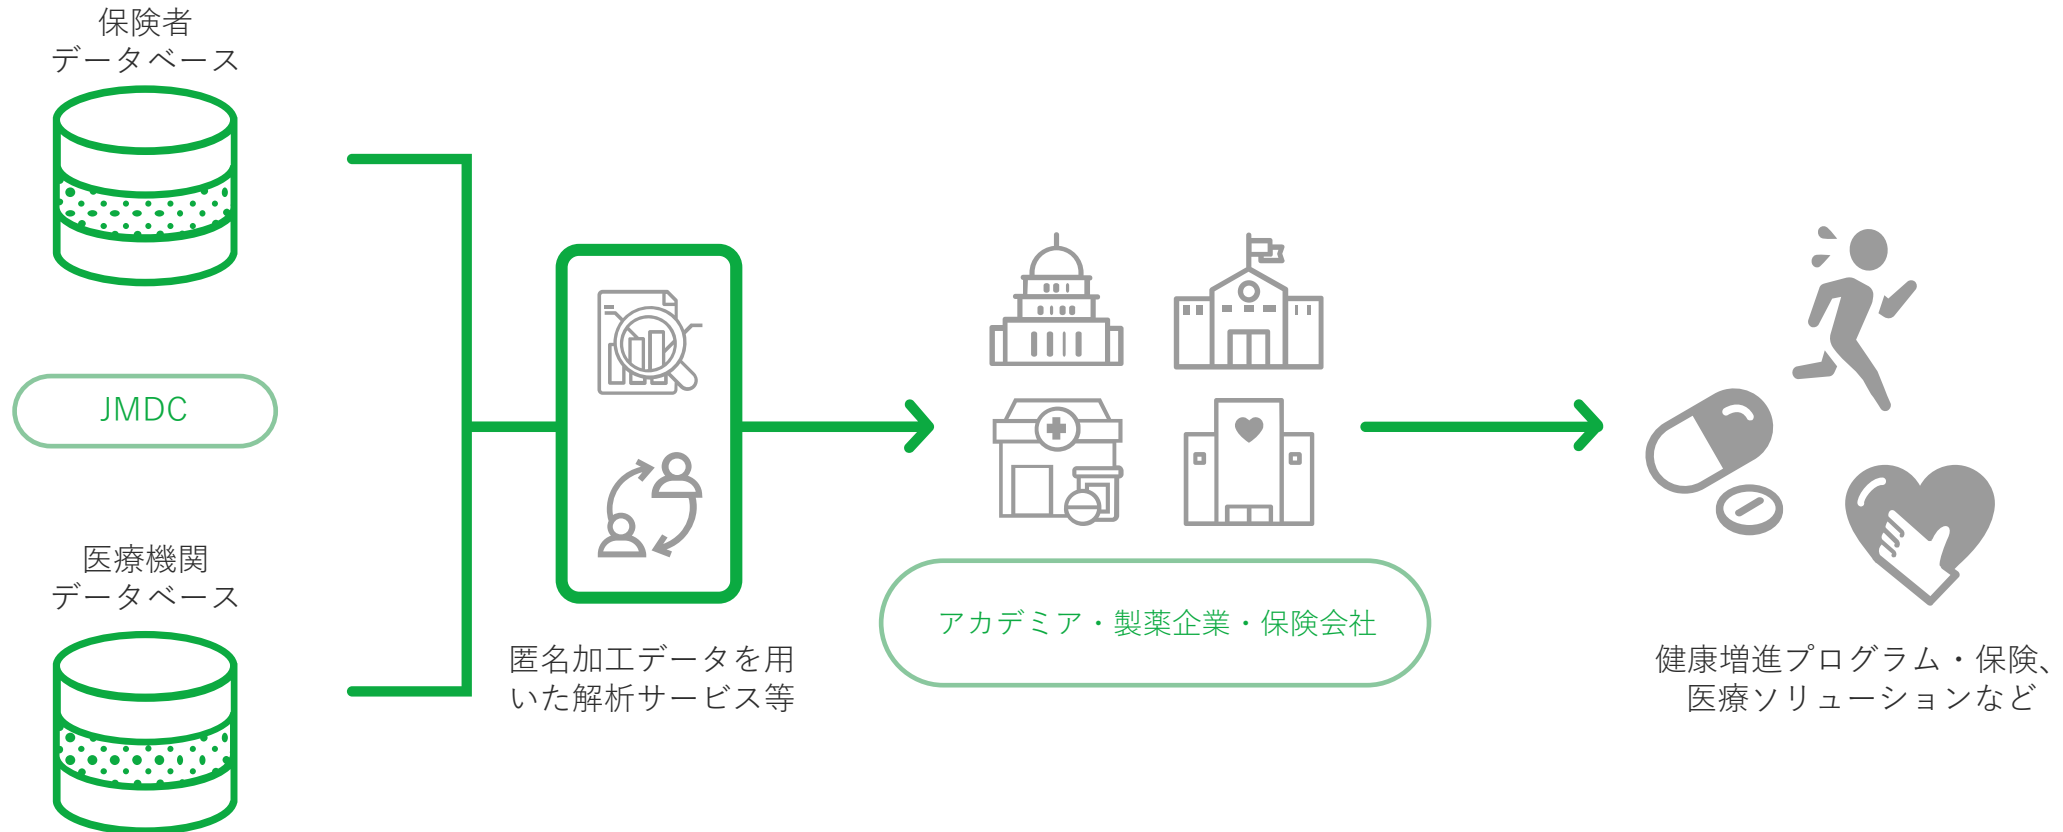 保険者
データベース
JMDC
医療機関
データベース
匿名加工データを用
いた解析サービス等
アカデミア・製薬企業・保険会社
健康増進プログラム・保険、
医療ソリューションなど